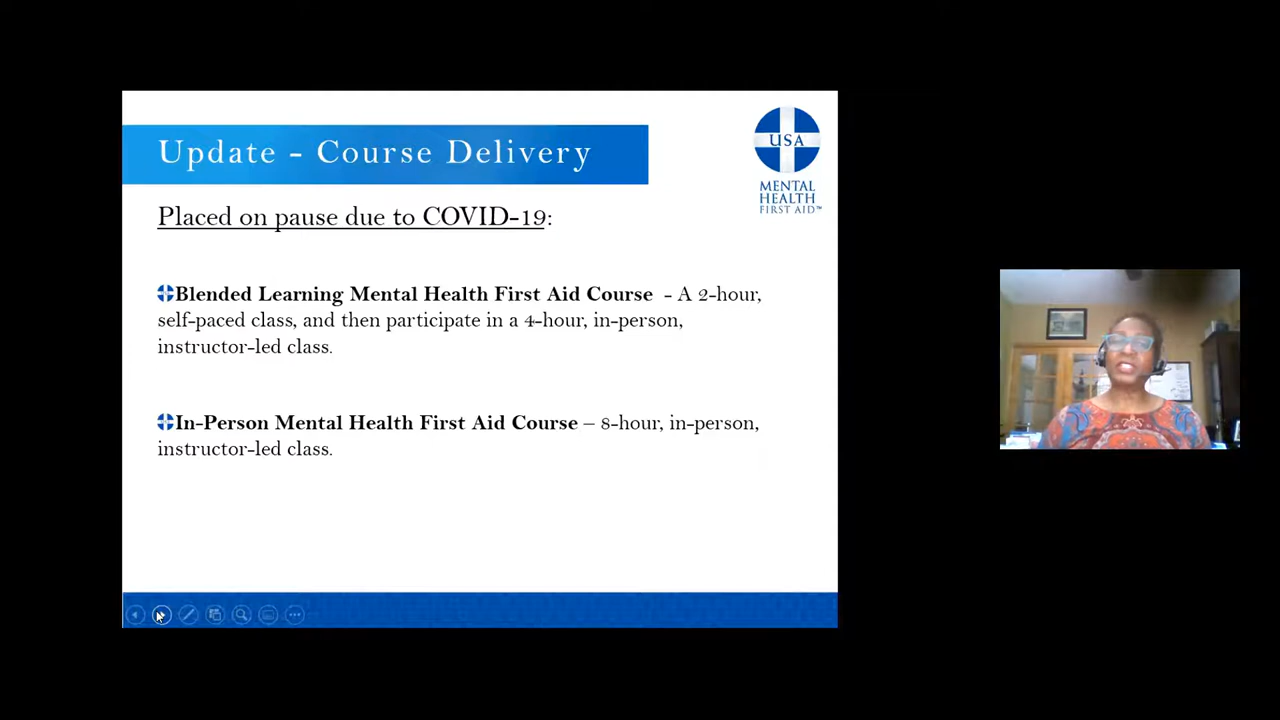 Update - Course Delivery
USA
MENTAL
HEALTH
FIRST AID™
Placed on pause due to COVID-19:
Blended Learning Mental Health First Aid Course - A 2-hour,
self-paced class, and then participate in a 4-hour, in-person,
instructor-led class.
In-Person Mental Health First Aid Course – 8-hour, in-person,
instructor-led class.